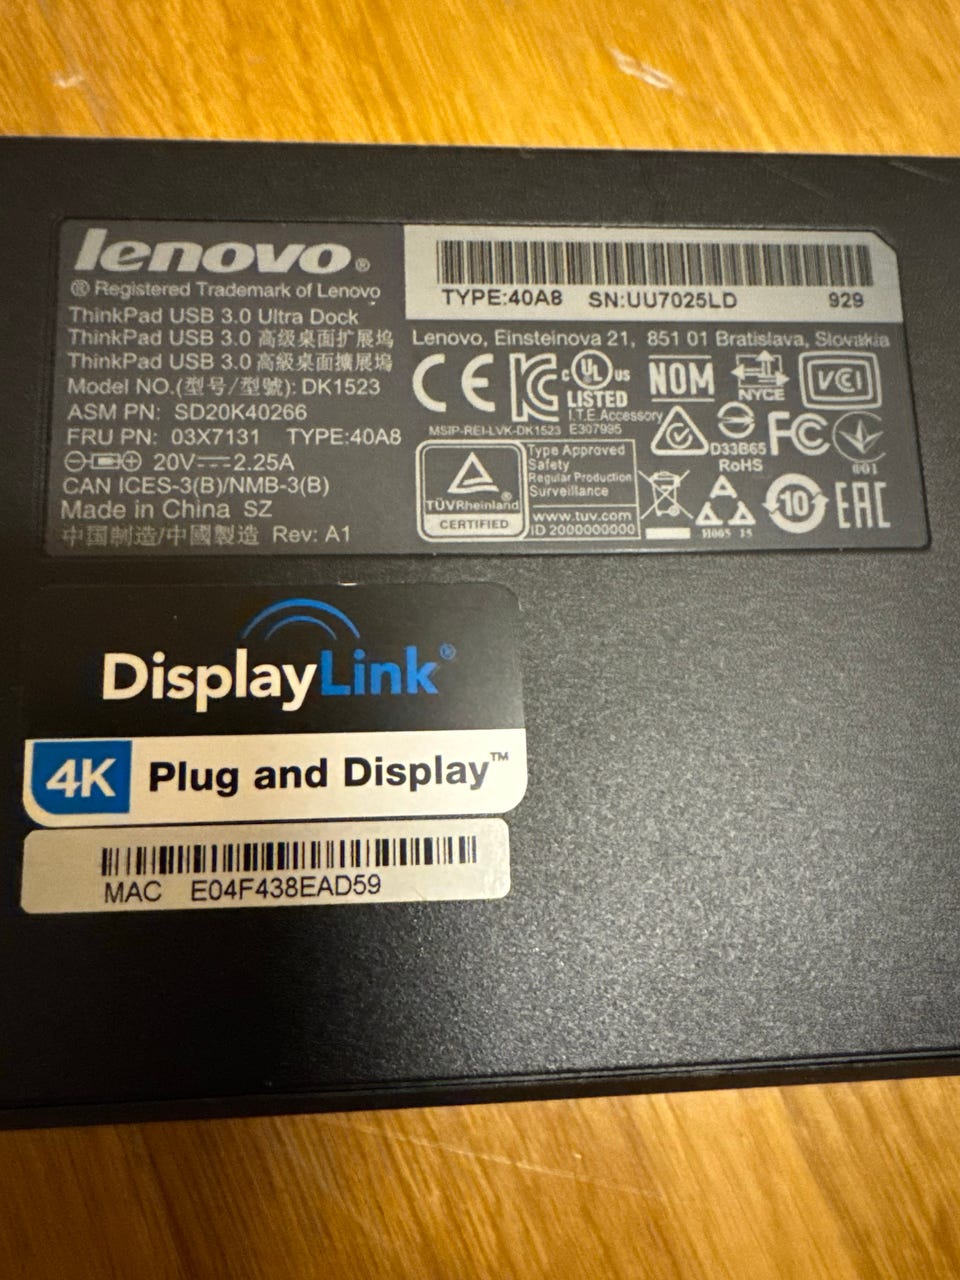 lenovo®
® Registered Trademark of Lenovo
ThinkPad USB 3.0 Ultra Dock
ThinkPad USB 3.0 高级桌面扩展坞
ThinkPad USB 3.0 高級桌面擴展塢
Model NO.(型号/型號): DK1523
ASM PN: SD20K40266
FRU PN: 03X7131 TYPE:40A8
20V⎓2.25A
CAN ICES-3(B)/NMB-3(B)
Made in China SZ
中国制造/中國製造 Rev: A1
TYPE:40A8 SN:UU7025LD 929
Lenovo, Einsteinova 21, 851 01 Bratislava, Slovakia
CE
c UL us
LISTED
I.T.E. Accessory
E307995
MSIP-REI-LVK-DK1523
NOM
NYCE
VCI
D33B65
RoHS
FC
001
TÜVRheinland®
CERTIFIED
Type Approved
Safety
Regular Production
Surveillance
www.tuv.com
ID 2000000000
H005 15
10
EAC
DisplayLink®
4K Plug and Display™
MAC E04F438EAD59